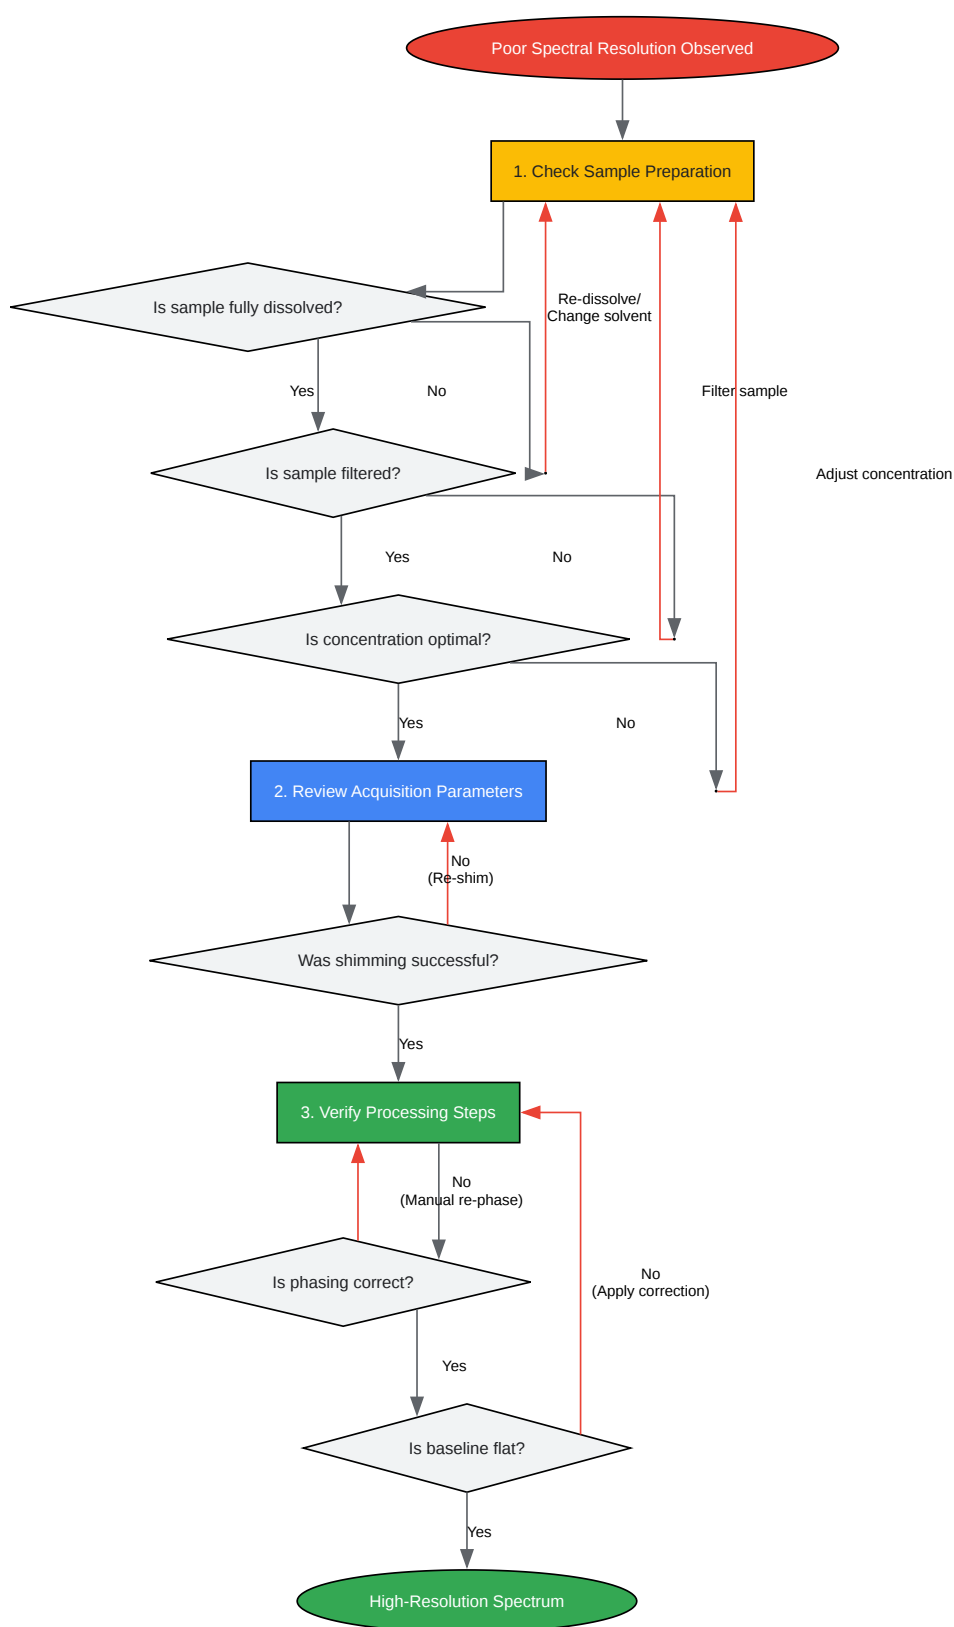 Poor Spectral Resolution Observed
1. Check Sample Preparation
Re-dissolve/
Change solvent
Is sample fully dissolved?
Yes
No
Filter sample
Is sample filtered?
Adjust concentration
Yes
No
Is concentration optimal?
Yes
No
2. Review Acquisition Parameters
No
(Re-shim)
Was shimming successful?
Yes
3. Verify Processing Steps
No
(Manual re-phase)
Is phasing correct?
No
(Apply correction)
Yes
Is baseline flat?
Yes
High-Resolution Spectrum